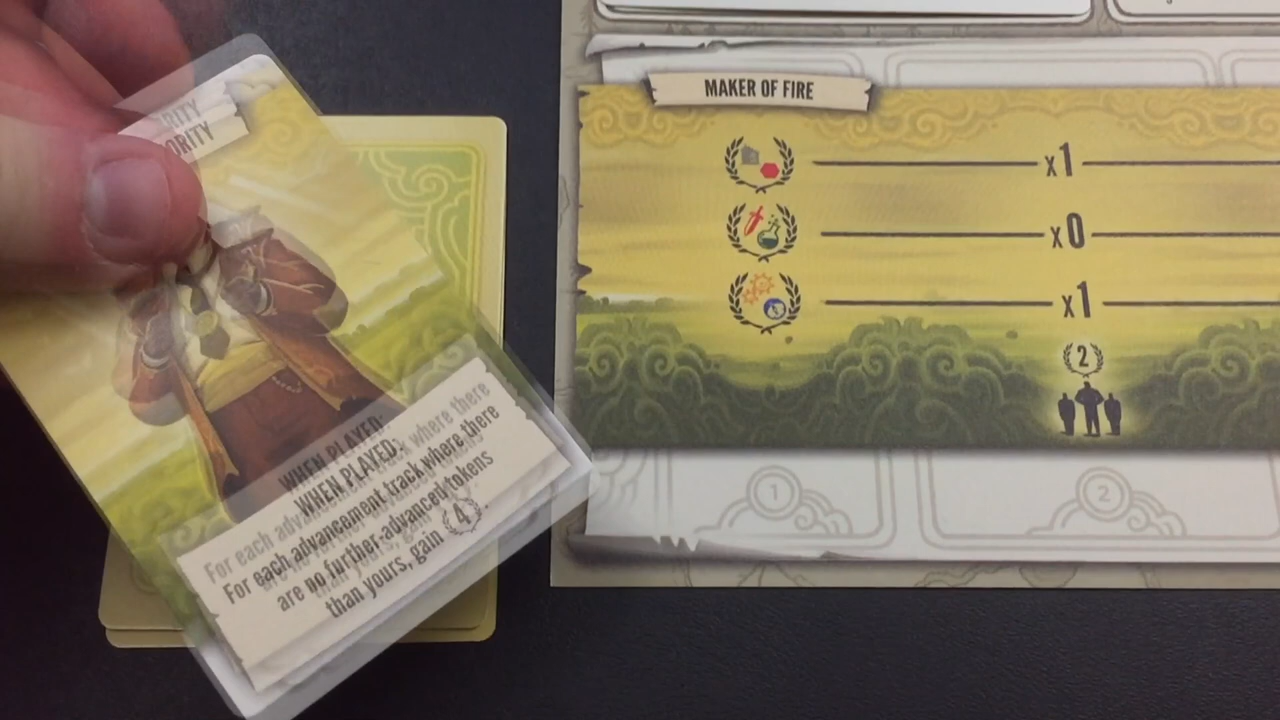 MAKER OF FIRE
x1
x0
x1
2
1
2
WHEN PLAYED:
For each advancement track where there
are no further-advanced tokens
than yours, gain 4